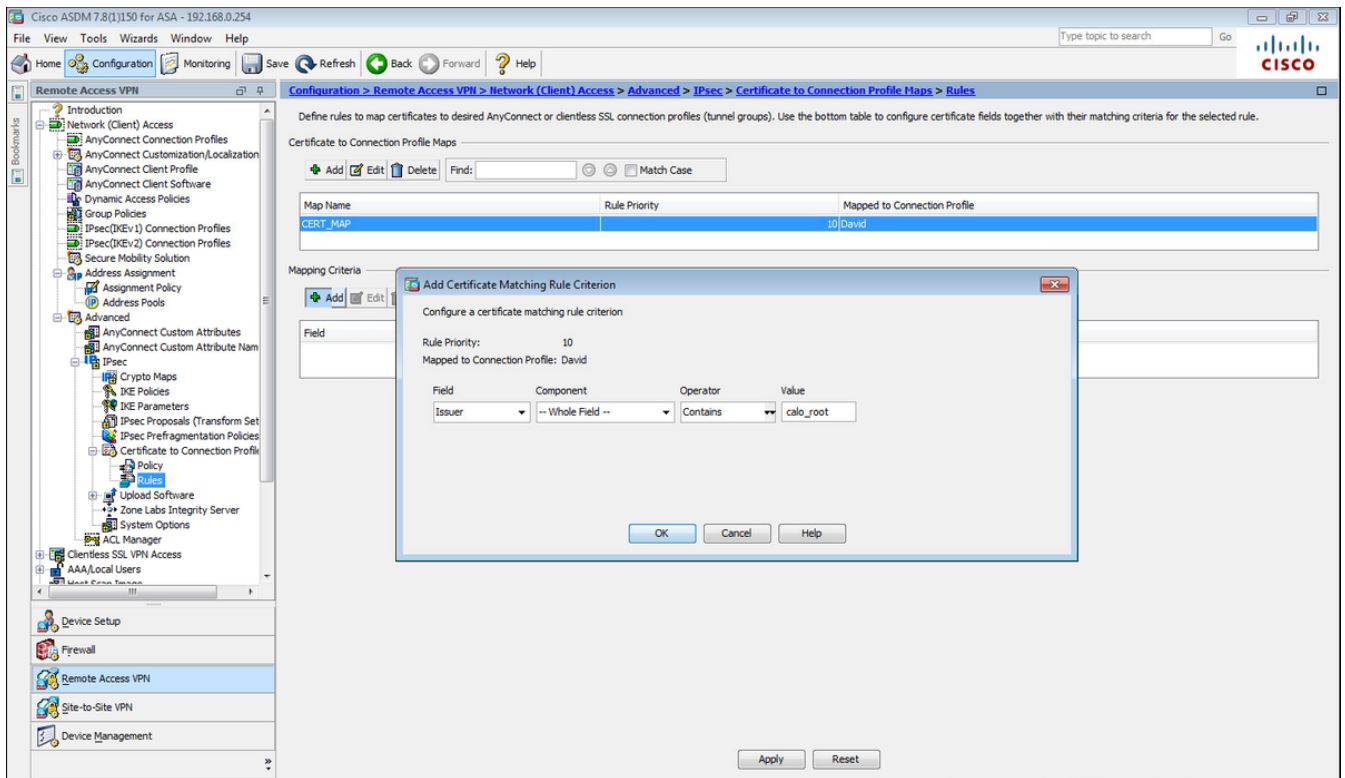 Cisco ASDM 7.8(1)150 for ASA - 192.168.0.254
File View Tools Wizards Window Help
Type topic to search Go
Home Configuration Monitoring Save Refresh Back Forward Help
CISCO
Bookmarks
Remote Access VPN
Introduction
Network (Client) Access
AnyConnect Connection Profiles
AnyConnect Customization/Localization
AnyConnect Client Profile
AnyConnect Client Software
Dynamic Access Policies
Group Policies
IPsec(IKEv1) Connection Profiles
IPsec(IKEv2) Connection Profiles
Secure Mobility Solution
Address Assignment
Assignment Policy
Address Pools
Advanced
AnyConnect Custom Attributes
AnyConnect Custom Attribute Nam
IPsec
Crypto Maps
IKE Policies
IKE Parameters
IPsec Proposals (Transform Set
IPsec Prefragmentation Policies
Certificate to Connection Profile
Policy
Rules
Upload Software
Zone Labs Integrity Server
System Options
ACL Manager
Clientless SSL VPN Access
AAA/Local Users
Host Scan Image
Device Setup
Firewall
Remote Access VPN
Site-to-Site VPN
Device Management
Configuration > Remote Access VPN > Network (Client) Access > Advanced > IPsec > Certificate to Connection Profile Maps > Rules
Define rules to map certificates to desired AnyConnect or clientless SSL connection profiles (tunnel groups). Use the bottom table to configure certificate fields together with their matching criteria for the selected rule.
Certificate to Connection Profile Maps
Add Edit Delete Find: Match Case
Map Name Rule Priority Mapped to Connection Profile
CERT_MAP 10 David
Mapping Criteria
Add Edit
Field
Add Certificate Matching Rule Criterion
Configure a certificate matching rule criterion
Rule Priority: 10
Mapped to Connection Profile: David
Field Component Operator Value
Issuer -- Whole Field -- Contains calo_root
OK Cancel Help
Apply Reset